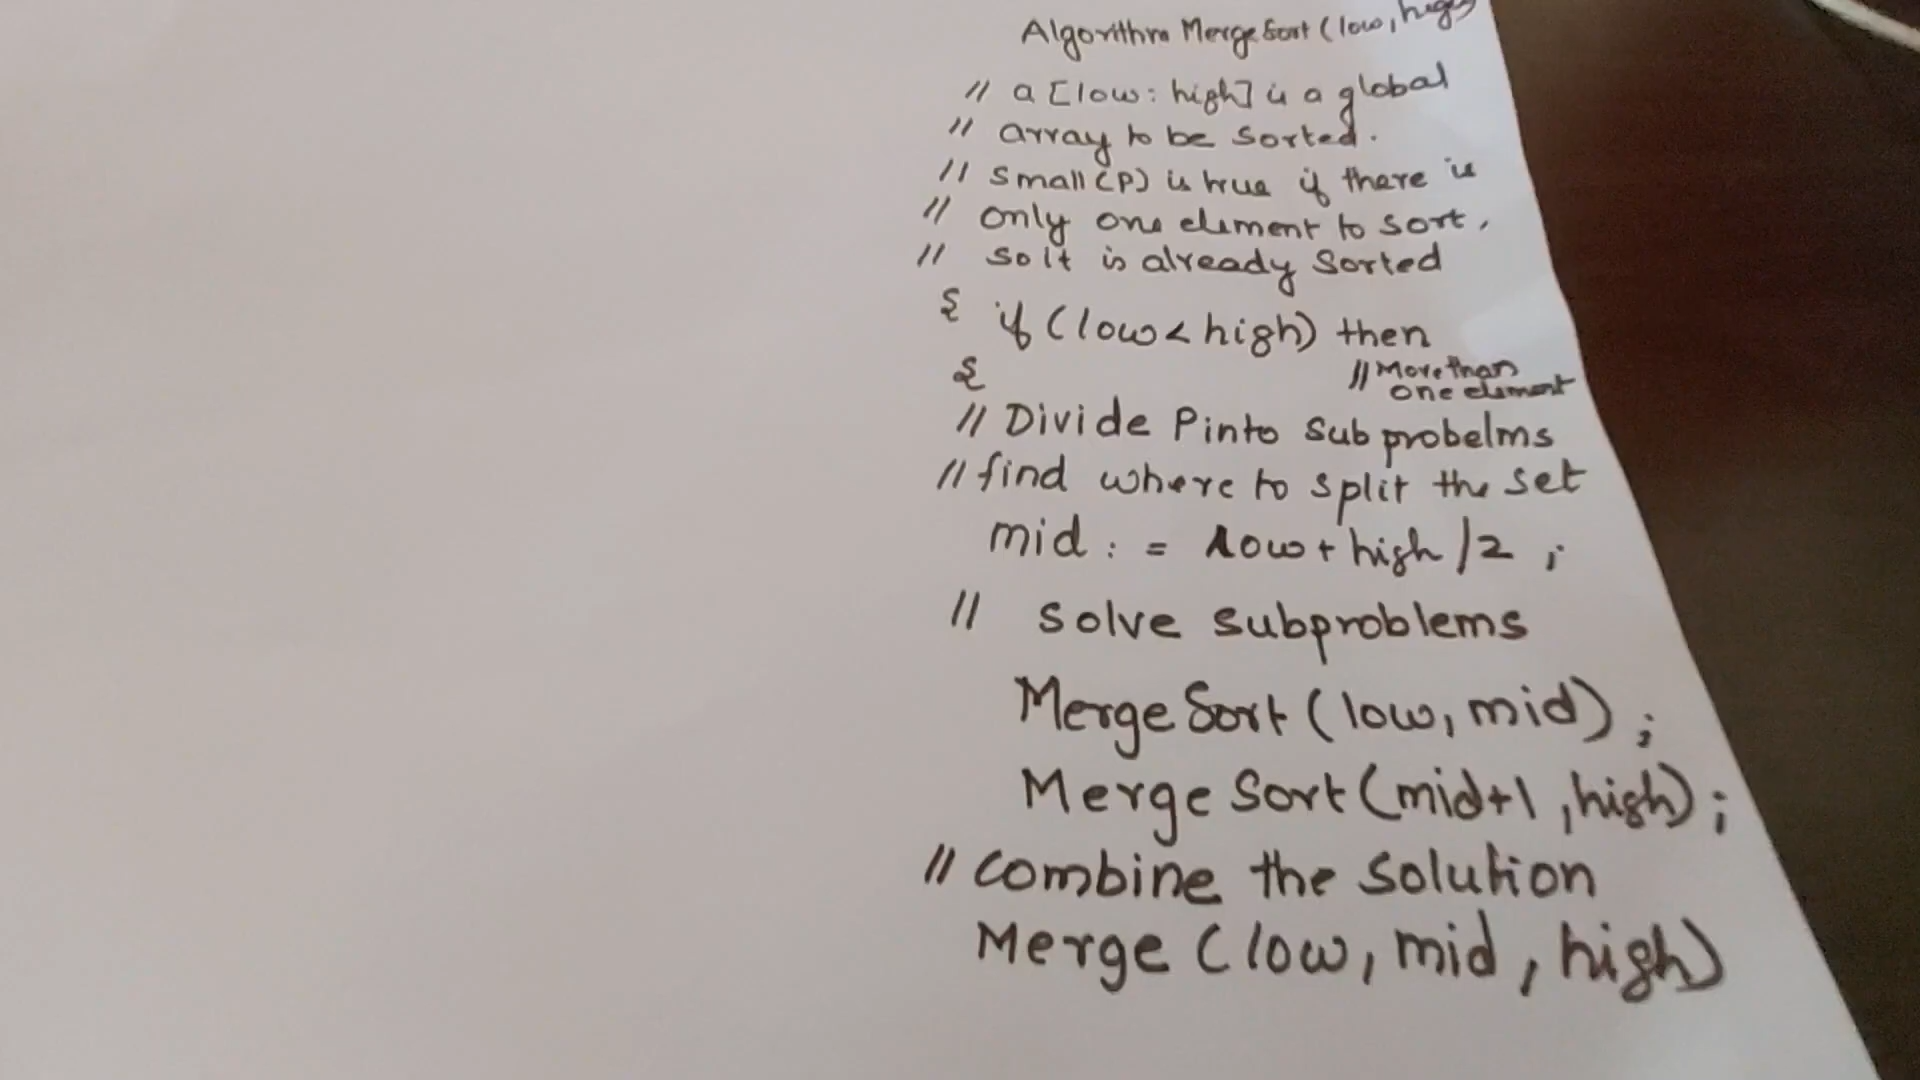 Algorithm MergeSort (low, high)
// a [low: high] is a global
// array to be sorted.
// small (P) is true if there is
// only one element to sort.
// so it is already sorted
{ if (low < high) then
{
// More than
one element
// Divide P into sub probelms
// find where to split the set
mid : = low + high /2 ;
// solve subproblems
MergeSort (low, mid) ;
MergeSort (mid+1, high) ;
// combine the solution
Merge (low, mid, high)